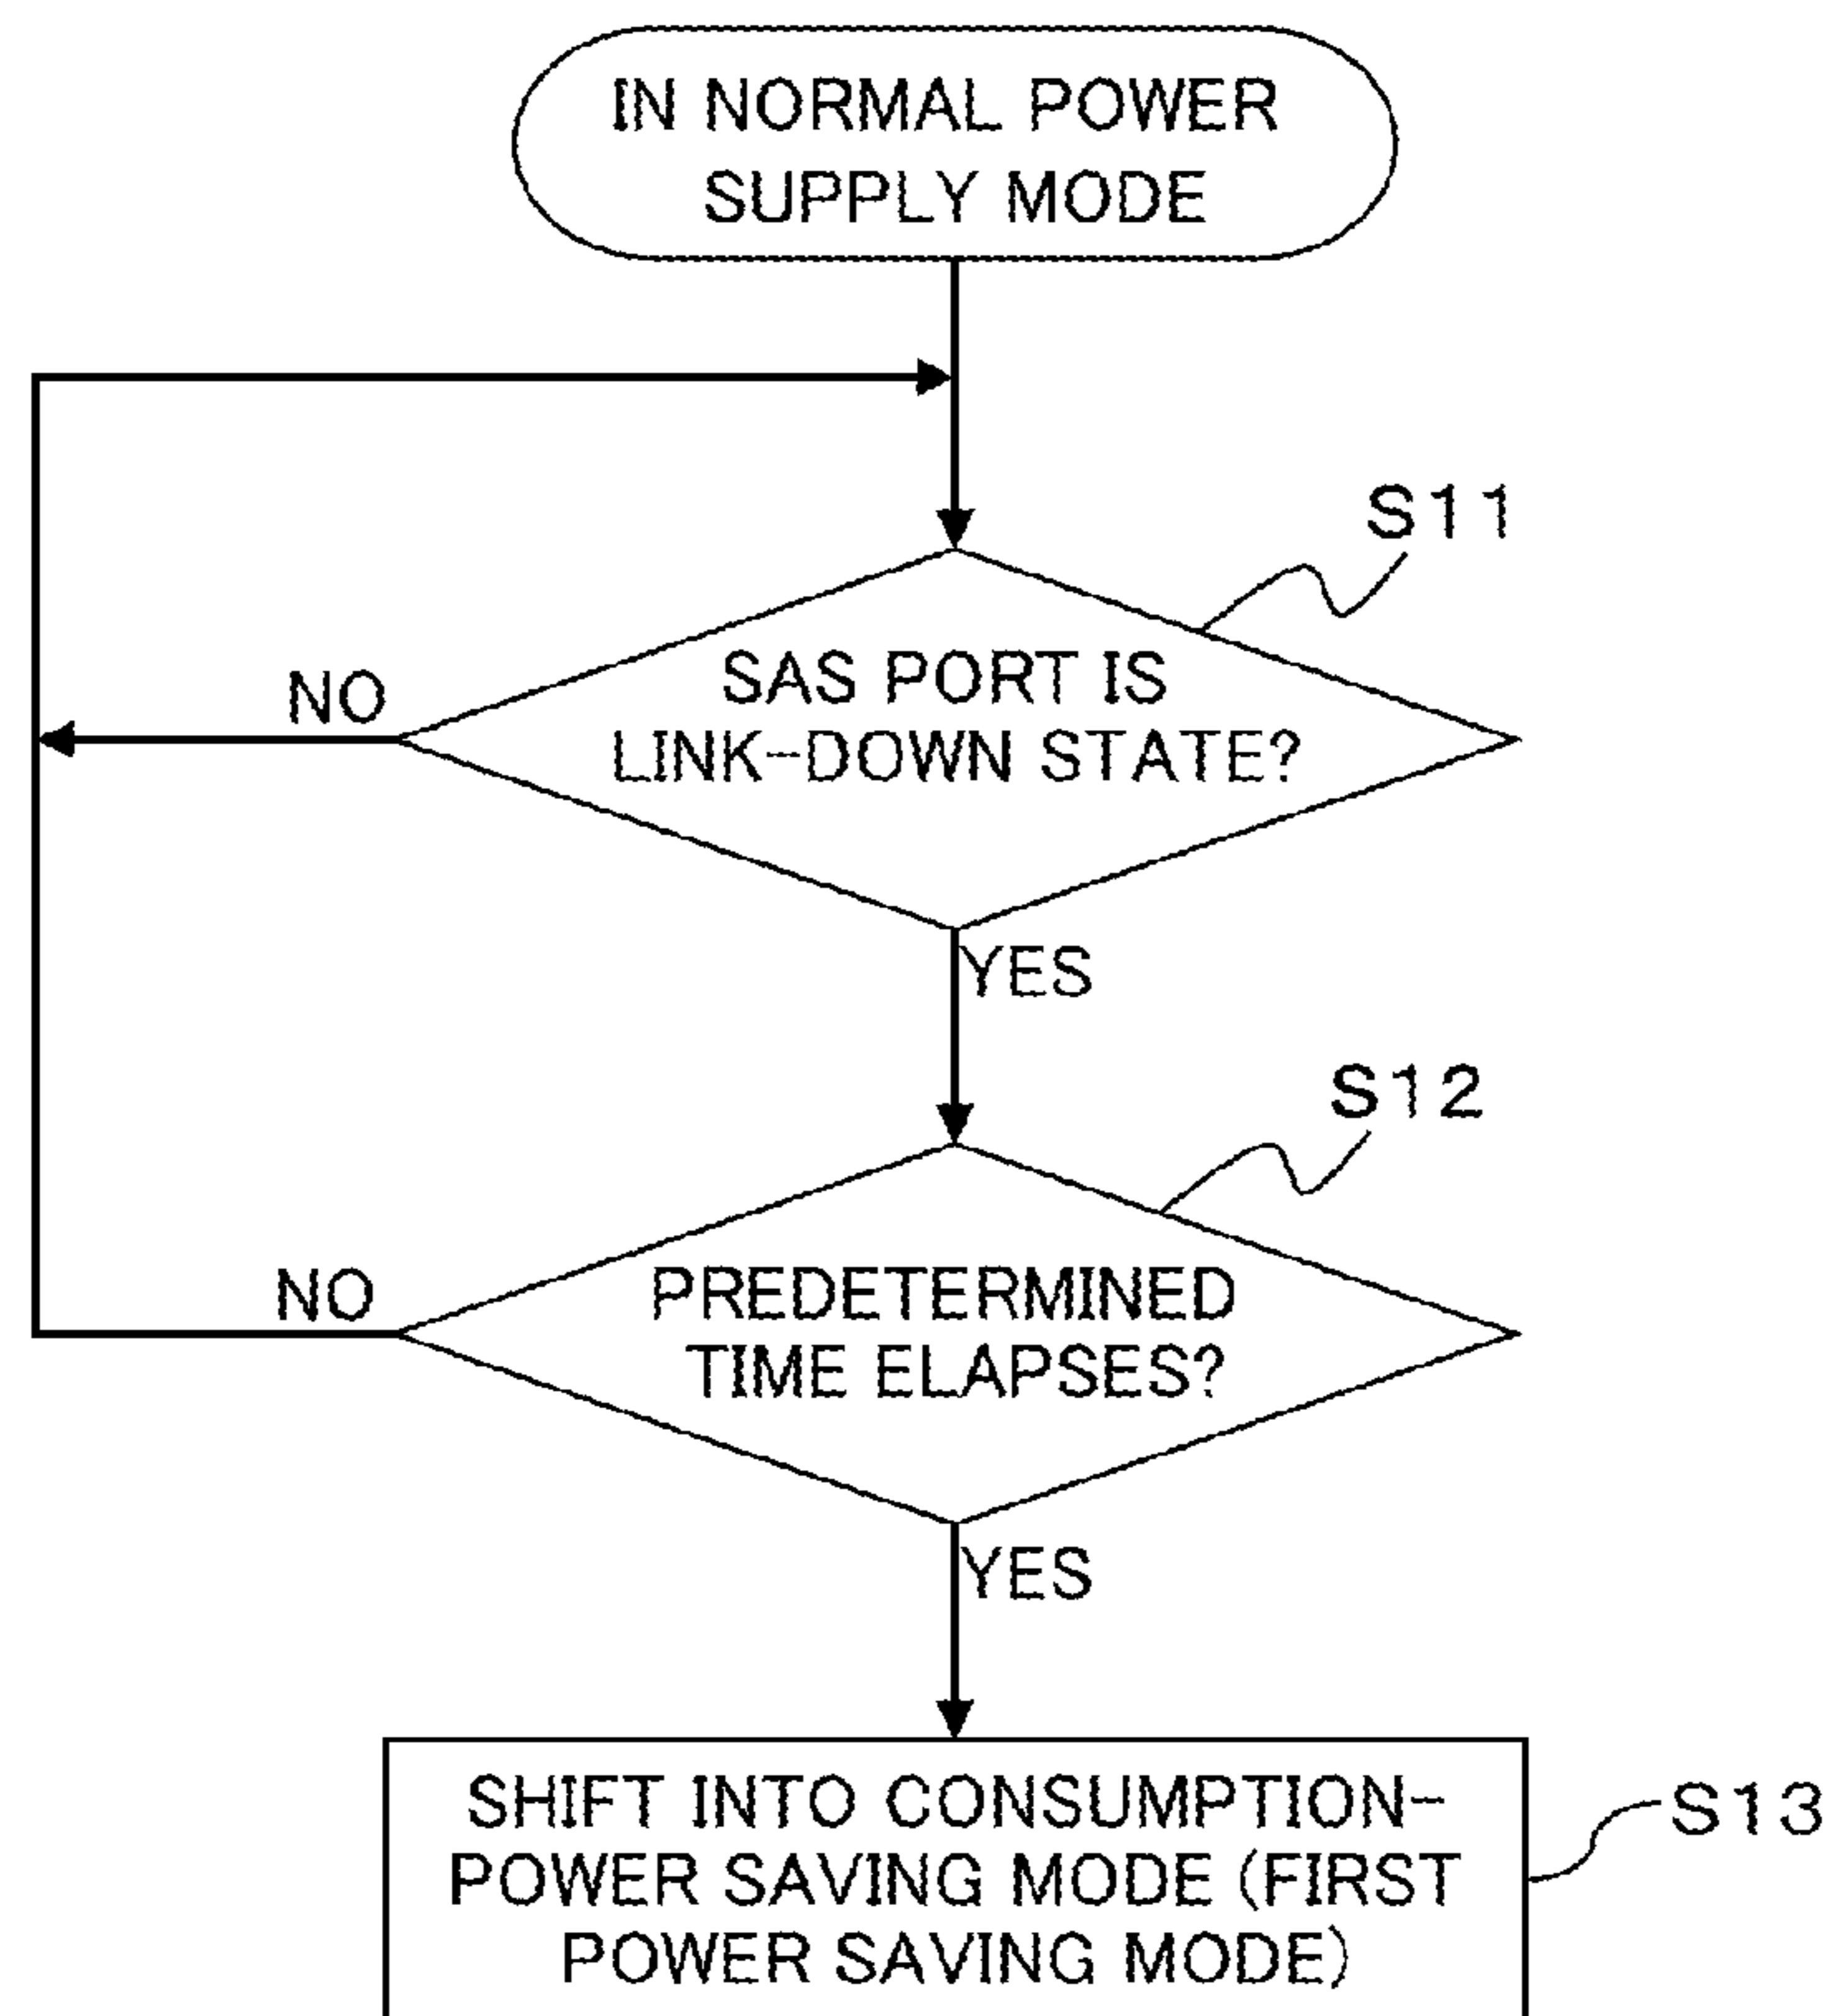 IN NORMAL POWER
SUPPLY MODE
S11
SAS PORT IS
LINK-DOWN STATE?
NO
YES
S12
PREDETERMINED
TIME ELAPSES?
NO
YES
SHIFT INTO CONSUMPTION-
POWER SAVING MODE (FIRST
POWER SAVING MODE)
S13